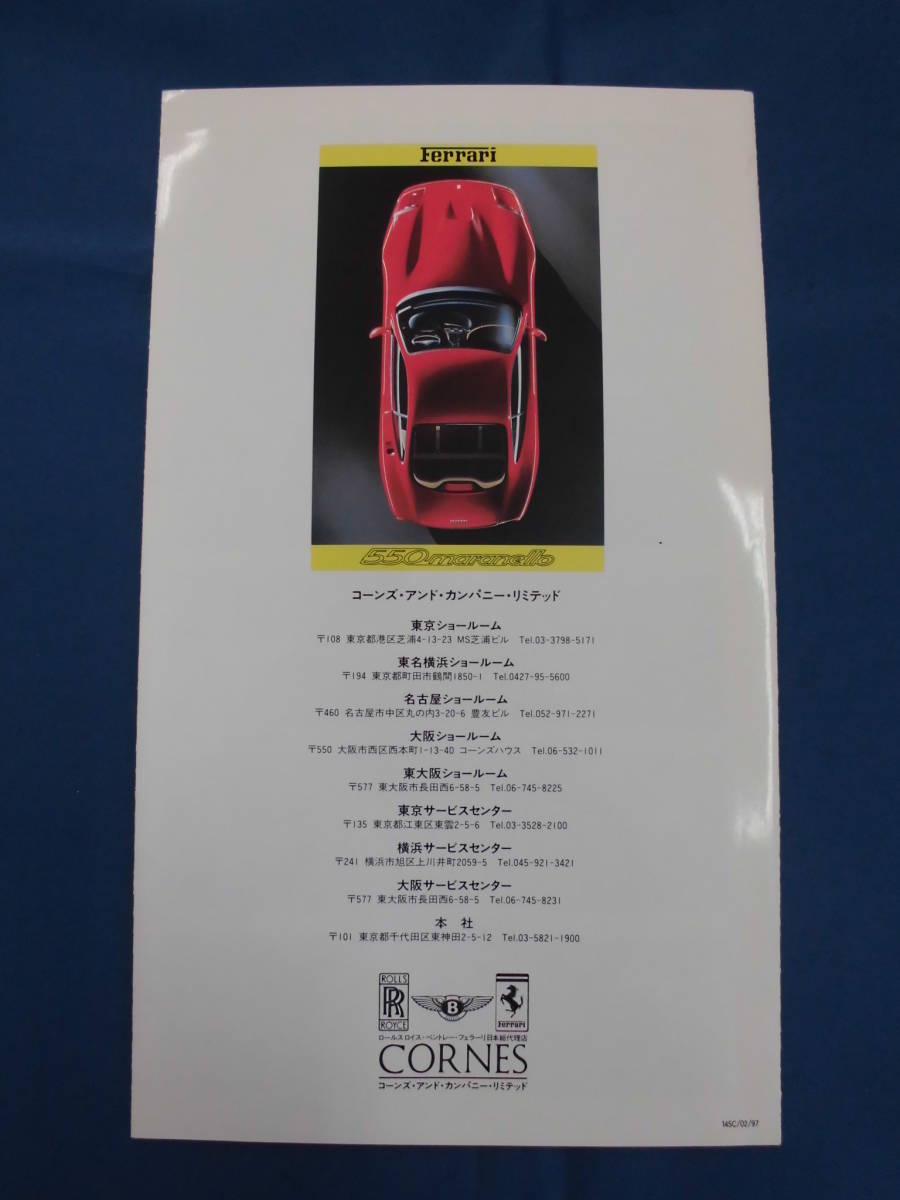 Ferrari
550 maranello
コーンズ・アンド・カンパニー・リミテッド
東京ショールーム
〒108 東京都港区芝浦4-13-23 MS芝浦ビル Tel.03-3798-5171
東名横浜ショールーム
〒194 東京都町田市鶴間1850-1 Tel.0427-95-5600
名古屋ショールーム
〒460 名古屋市中区丸の内3-20-6 豊友ビル Tel.052-971-2271
大阪ショールーム
〒550 大阪市西区西本町1-13-40 コーンズハウス Tel.06-532-1011
東大阪ショールーム
〒577 東大阪市長田西6-58-5 Tel.06-745-8225
東京サービスセンター
〒135 東京都江東区東雲2-5-6 Tel.03-3528-2100
横浜サービスセンター
〒241 横浜市旭区上川井町2059-5 Tel.045-921-3421
大阪サービスセンター
〒577 東大阪市長田西6-58-5 Tel.06-745-8231
本社
〒101 東京都千代田区東神田2-5-12 Tel.03-5821-1900
ROLLS
RR
ROYCE
B
Ferrari
ロールス ロイス・ベントレー・フェラーリ日本総代理店
CORNES
コーンズ・アンド・カンパニー・リミテッド
14SC/02/97